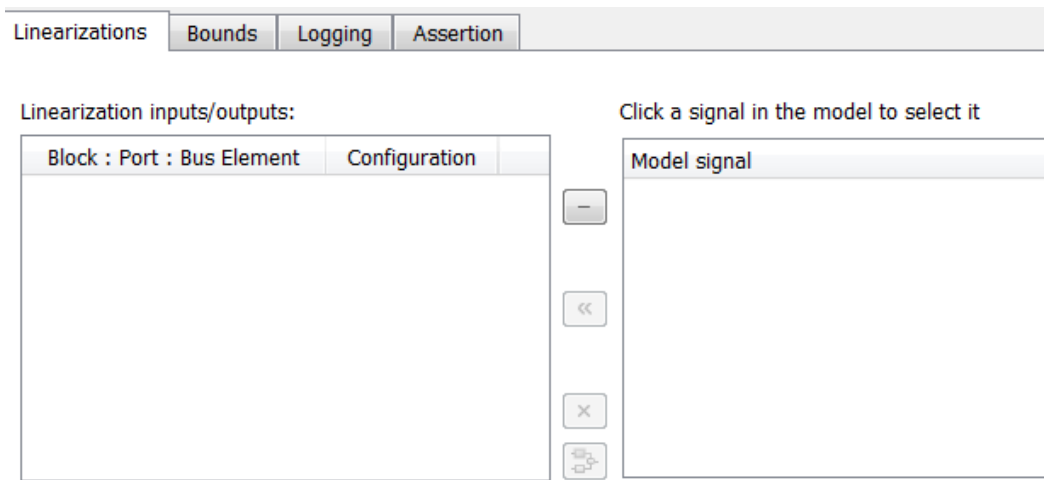 Linearizations Bounds Logging Assertion
Linearization inputs/outputs: Click a signal in the model to select it
Block : Port : Bus Element Configuration Model signal